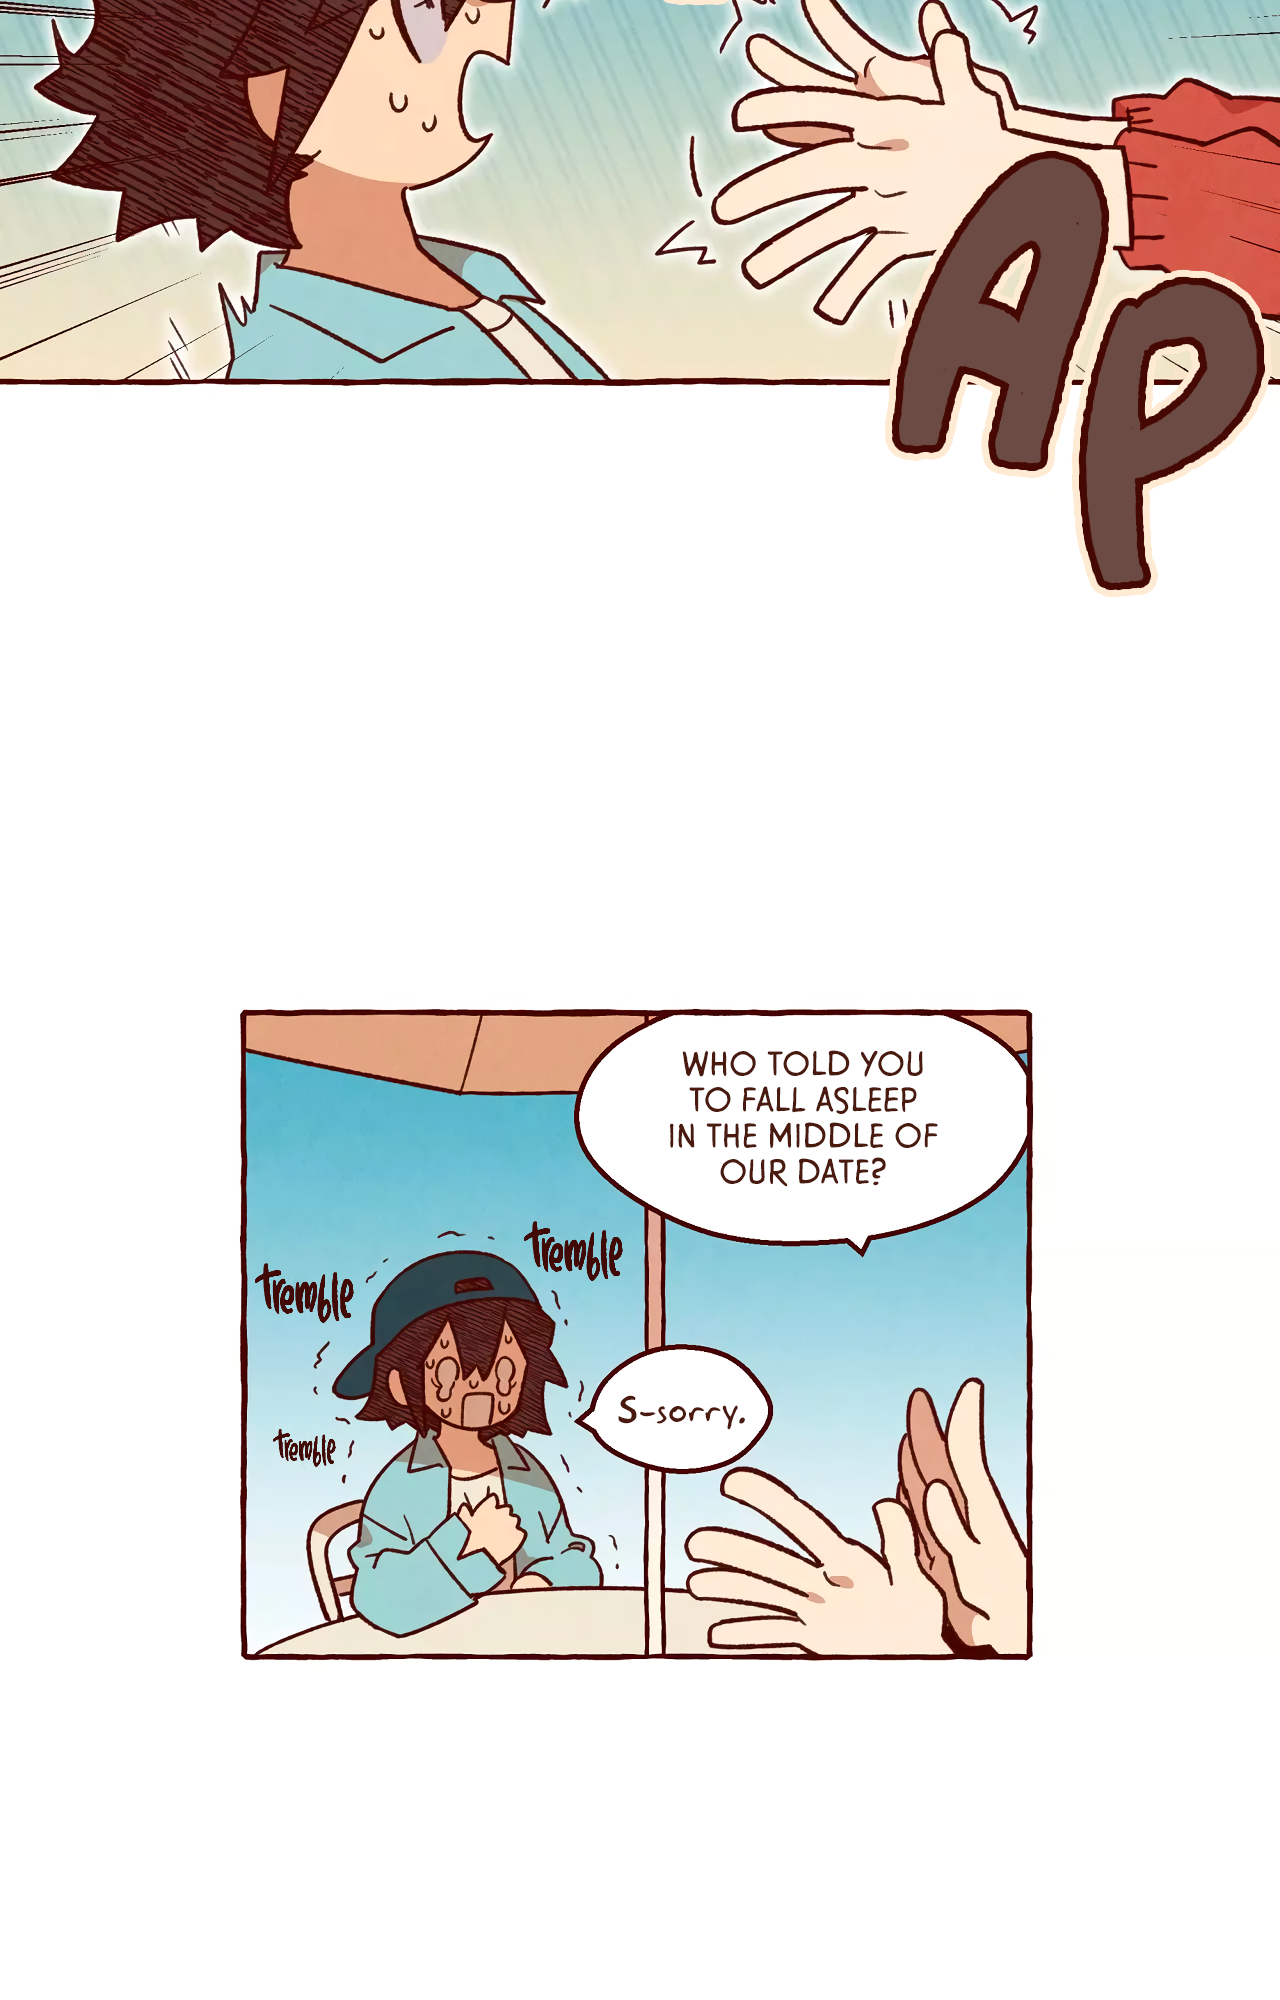 AP
WHO TOLD YOU
TO FALL ASLEEP
IN THE MIDDLE OF
OUR DATE?
tremble
tremble
S-sorry.
tremble